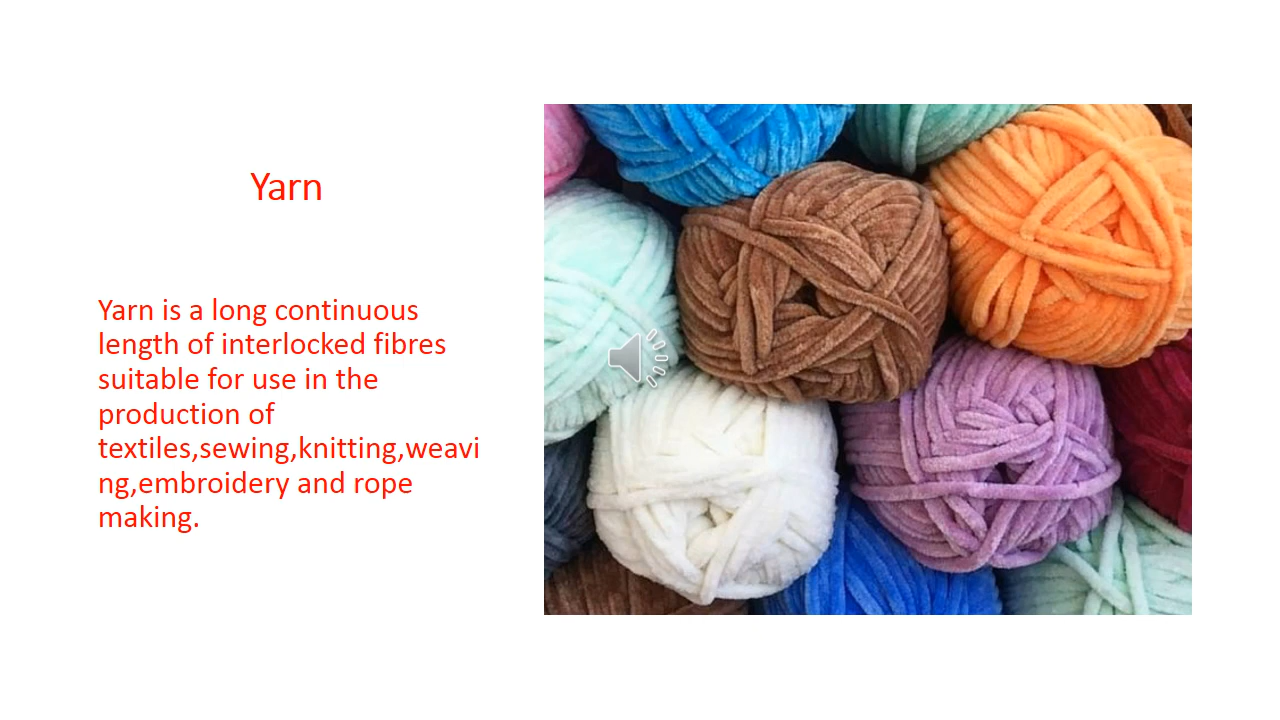 Yarn
Yarn is a long continuous
length of interlocked fibres
suitable for use in the
production of
textiles,sewing,knitting,weavi
ng,embroidery and rope
making.